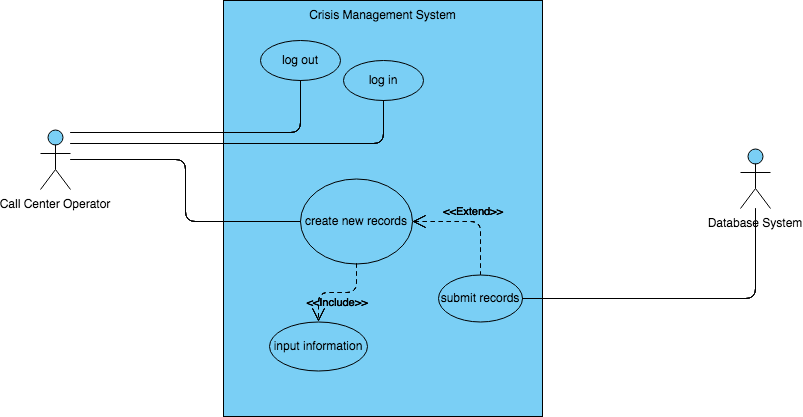 Crisis Management System
log out
log in
Call Center Operator
create new records
<<Extend>>
Database System
<<Include>>
submit records
input information